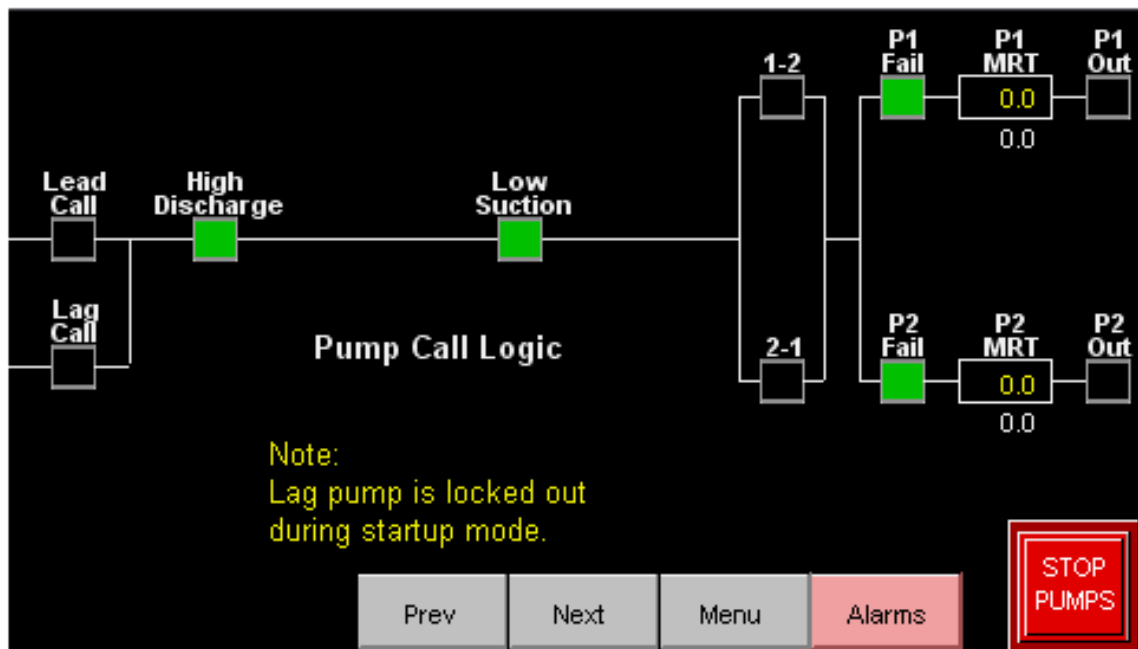 P1 P1 P1
1-2 Fail MRT Out
0.0
0.0
Lead High Low
Call Discharge Suction
Lag
Call
Pump Call Logic
2-1
P2 P2 P2
Fail MRT Out
0.0
0.0
Note:
Lag pump is locked out
during startup mode.
STOP
PUMPS
Prev Next Menu Alarms